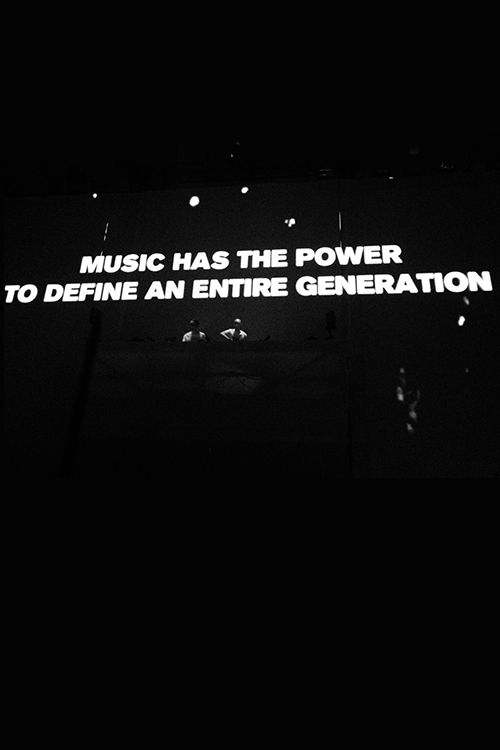 MUSIC HAS THE POWER
TO DEFINE AN ENTIRE GENERATION